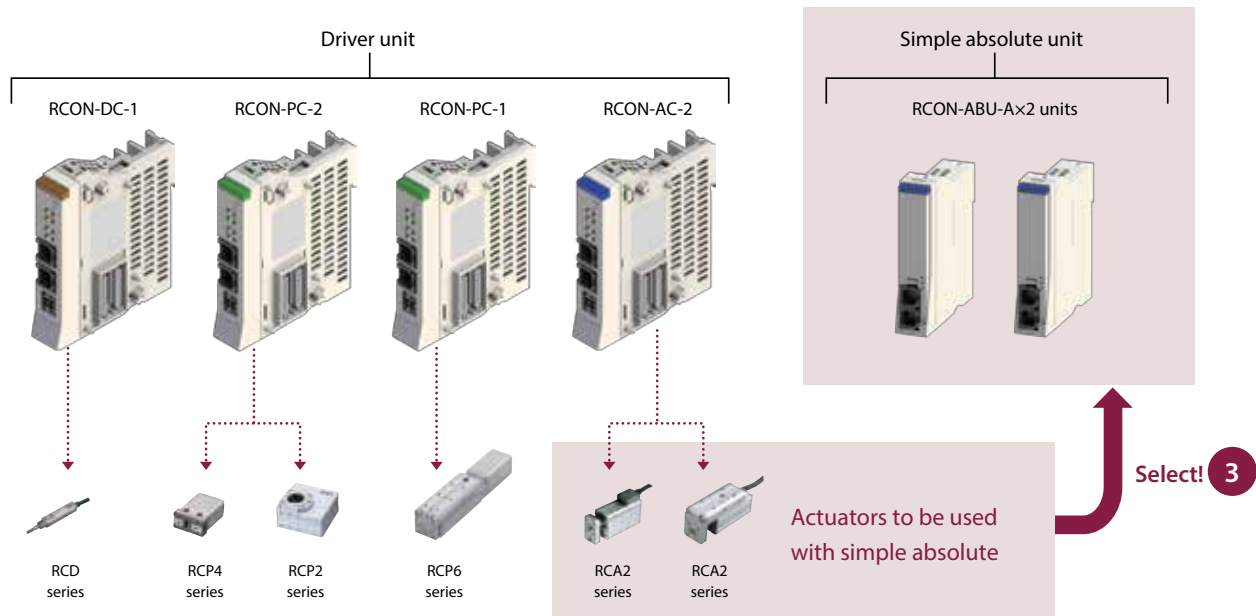 Driver unit
Simple absolute unit
RCON-DC-1
RCON-PC-2
RCON-PC-1
RCON-AC-2
RCON-ABU-A×2 units
Select! 3
Actuators to be used
with simple absolute
RCD
series
RCP4
series
RCP2
series
RCP6
series
RCA2
series
RCA2
series